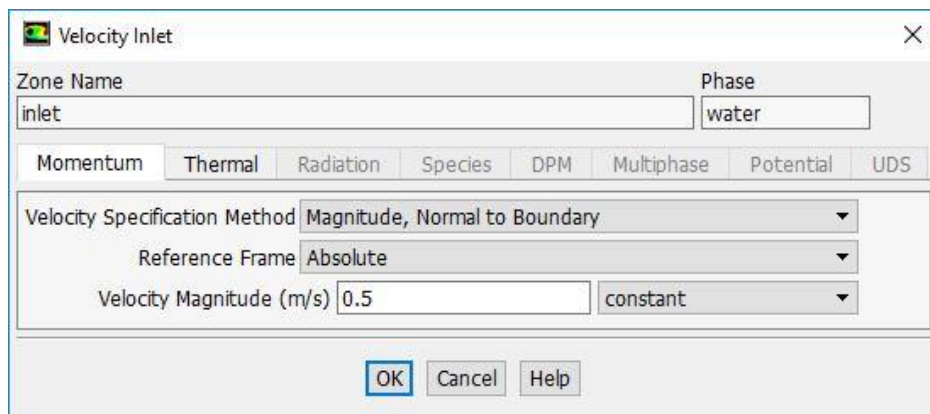 Velocity Inlet
Zone Name Phase
inlet water
Momentum Thermal Radiation Species DPM Multiphase Potential UDS
Velocity Specification Method Magnitude, Normal to Boundary
Reference Frame Absolute
Velocity Magnitude (m/s) 0.5 constant
OK Cancel Help